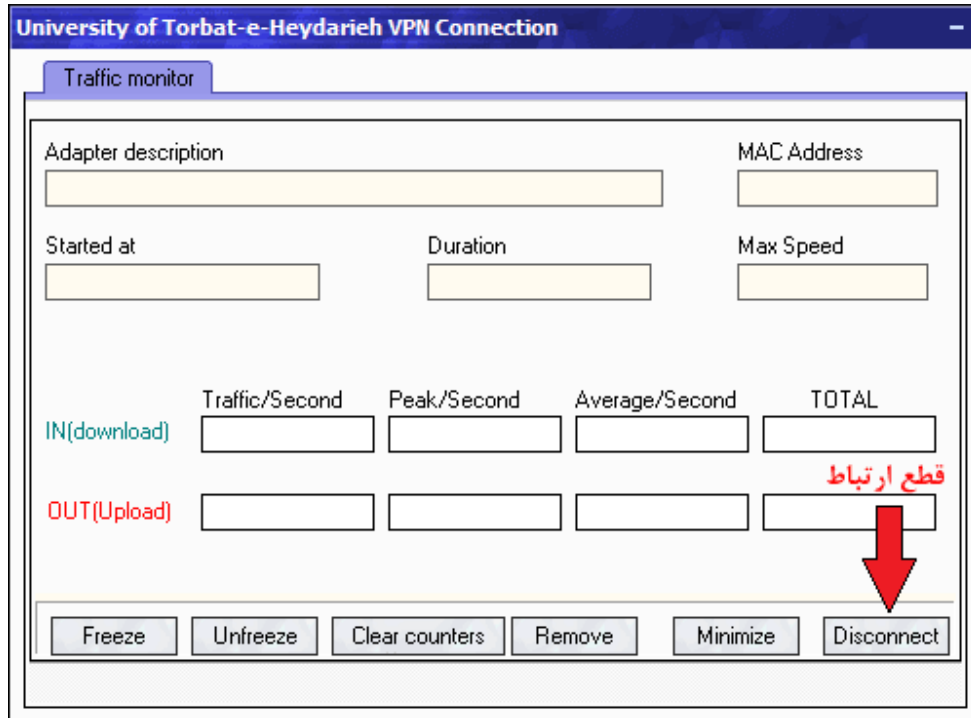 University of Torbat-e-Heydarieh VPN Connection
Traffic monitor
Adapter description MAC Address
Started at Duration Max Speed
Traffic/Second Peak/Second Average/Second TOTAL
IN(download)
قطع ارتباط
OUT(Upload)
Freeze Unfreeze Clear counters Remove Minimize Disconnect